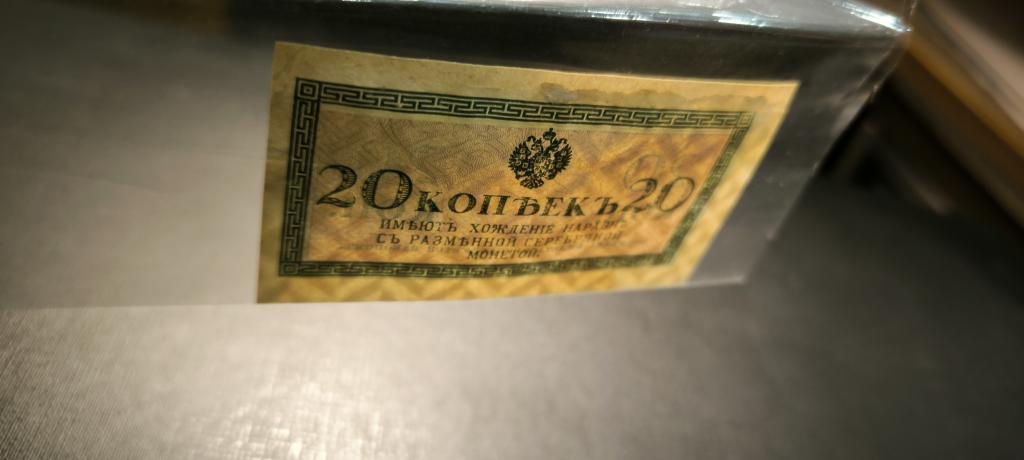 20 КОПѢЕКЪ 20
ИМѢЮТЪ ХОЖДЕНІЕ НАРАВНѢ
СЪ РАЗМѢННОЙ СЕРЕБРЯНОЙ
МОНЕТОЙ.